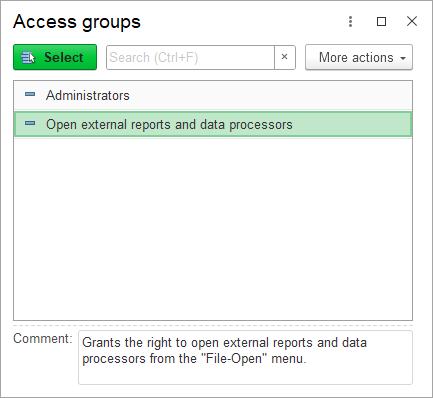 Access groups
Select
Search (Ctrl+F)
×
More actions
Administrators
Open external reports and data processors
Comment:
Grants the right to open external reports and data
processors from the "File-Open" menu.